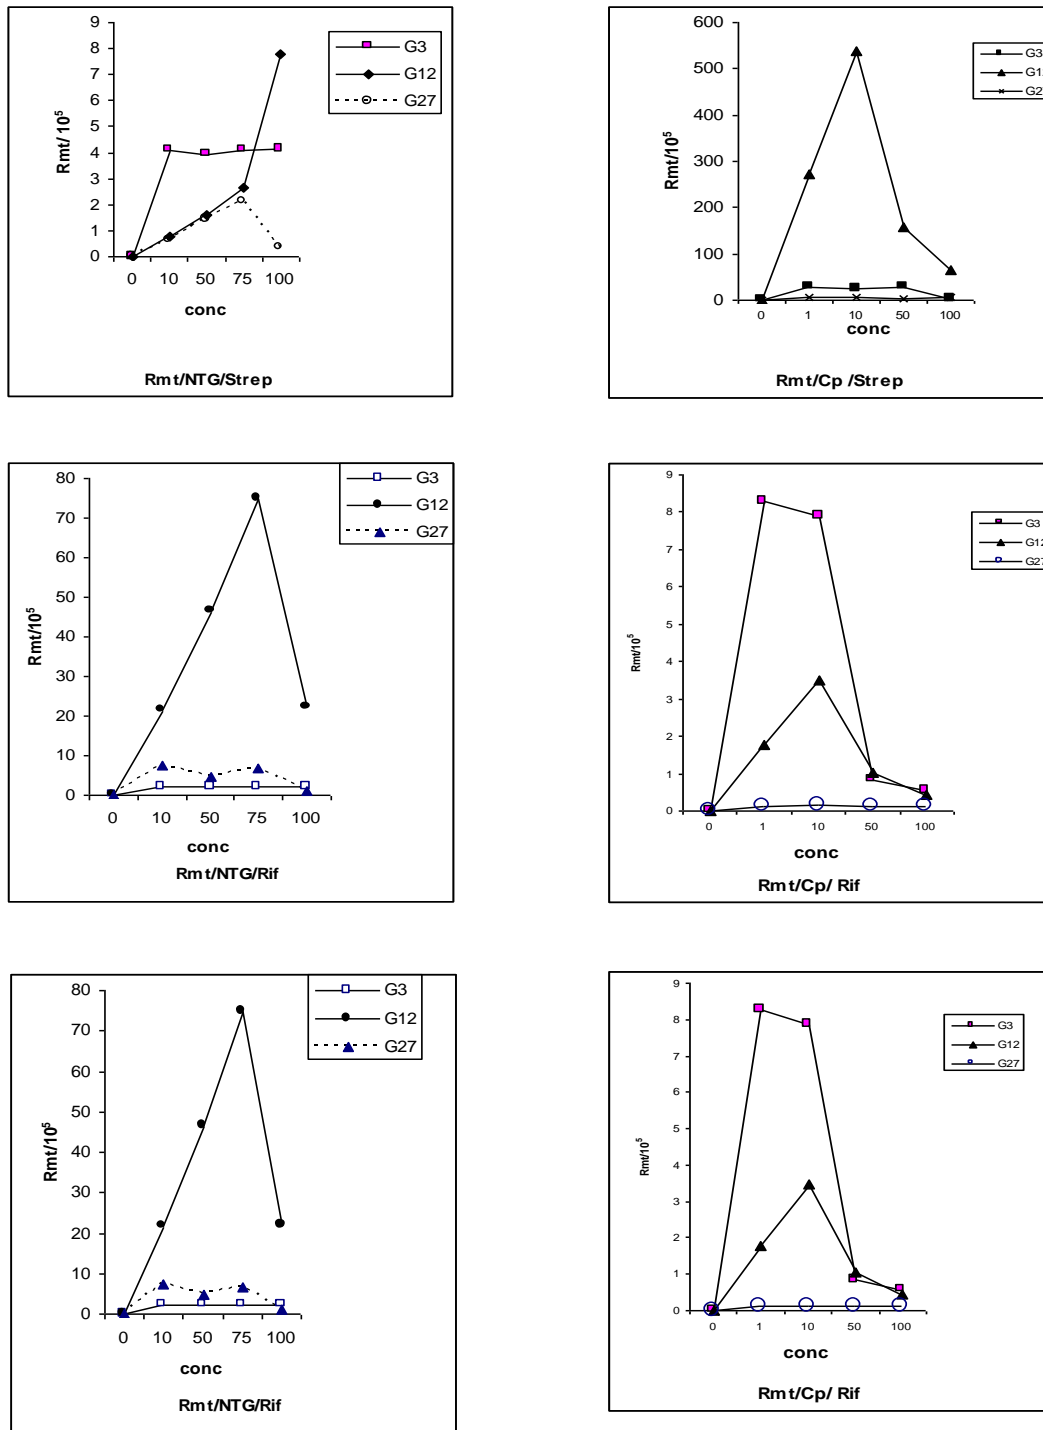 9
8
7
6
5
4
3
2
1
0
Rmt/ 10⁵
0 10 50 75 100
conc
G3
G12
G27
Rmt/NTG/Strep
600
500
400
300
200
100
0
Rmt/10⁵
0 1 10 50 100
conc
G3
G12
G2
Rmt/Cp /Strep
80
70
60
50
40
30
20
10
0
Rmt/10⁵
0 10 50 75 100
conc
G3
G12
G27
Rmt/NTG/Rif
9
8
7
6
5
4
3
2
1
0
Rmt/10⁵
0 1 10 50 100
conc
G3
G12
G27
Rmt/Cp/ Rif
80
70
60
50
40
30
20
10
0
Rmt/10⁵
0 10 50 75 100
conc
G3
G12
G27
Rmt/NTG/Rif
9
8
7
6
5
4
3
2
1
0
Rmt/10⁵
0 1 10 50 100
conc
G3
G12
G27
Rmt/Cp/ Rif